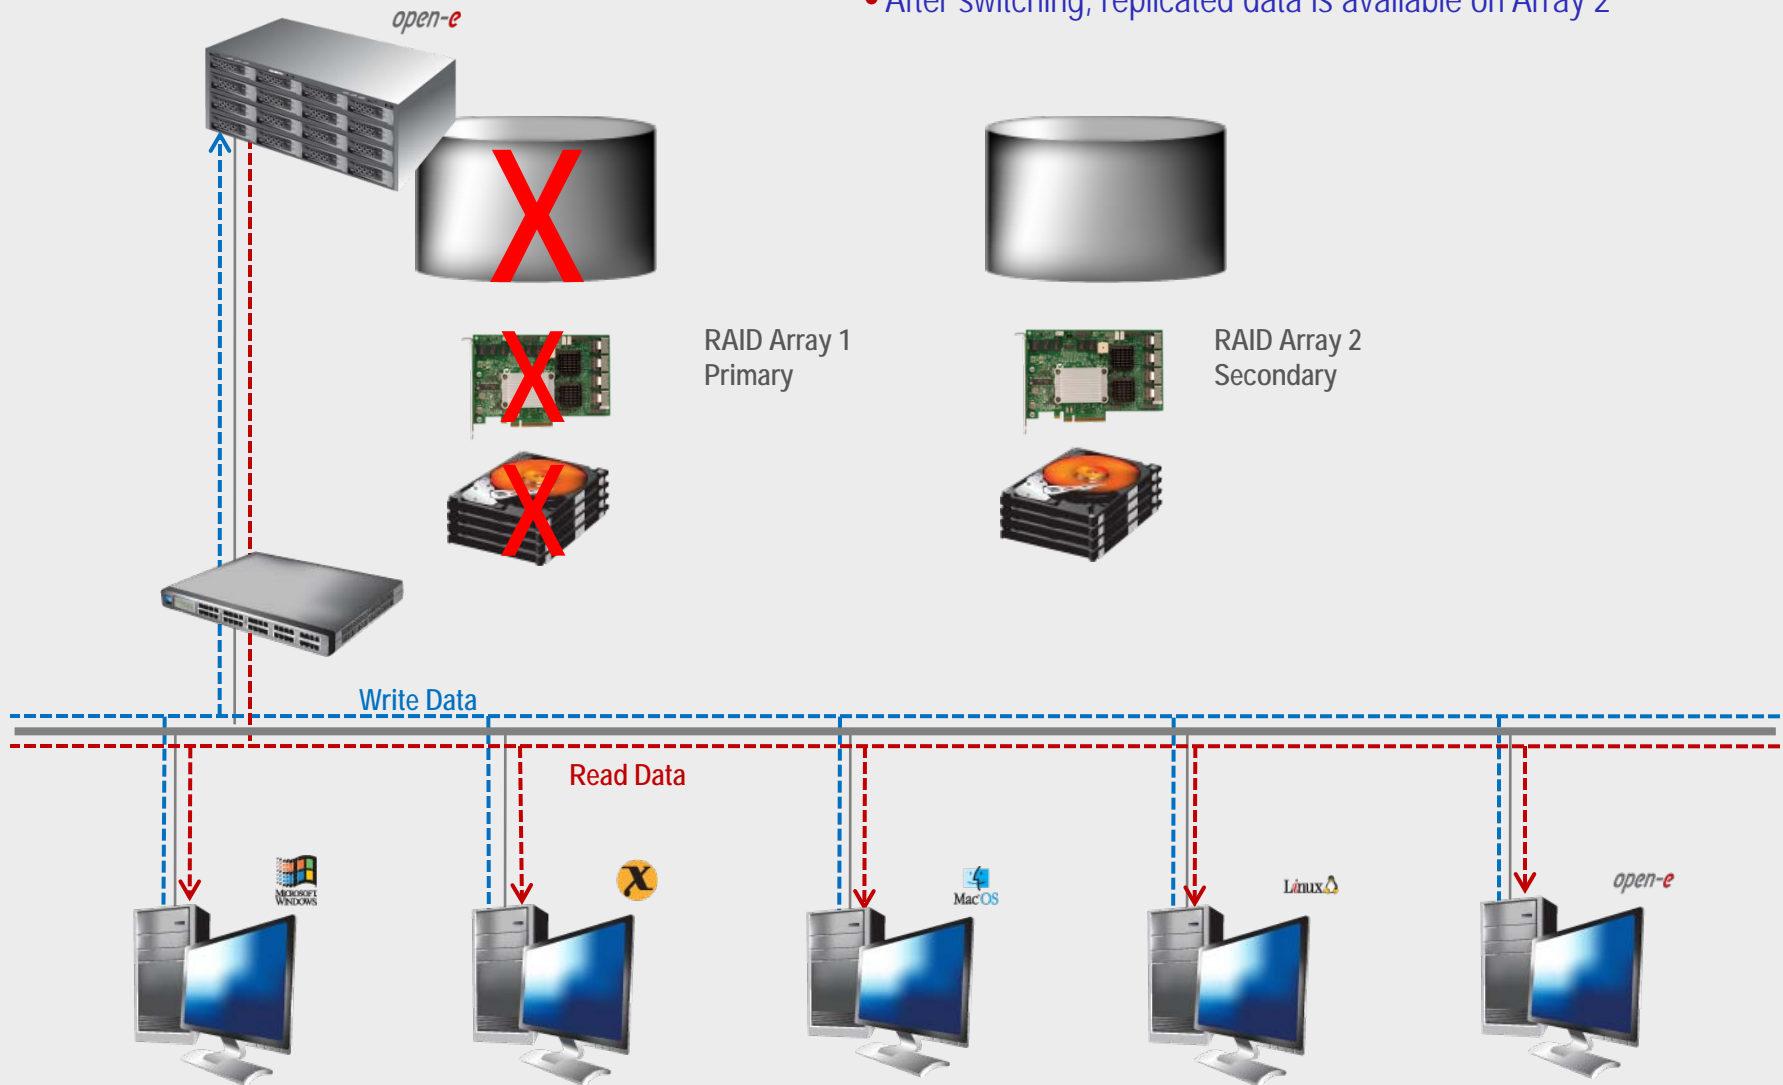 • After switching, replicated data is available on Array 2
open-e
X
RAID Array 1
Primary
RAID Array 2
Secondary
X
X
Write Data
Read Data
MICROSOFT
WINDOWS
X
Mac OS
Linux
open-e